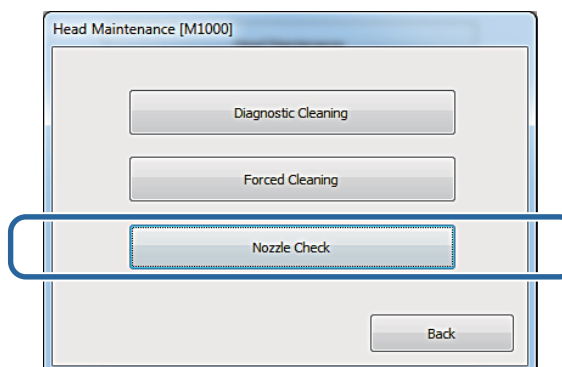 Head Maintenance [M1000]
Diagnostic Cleaning
Forced Cleaning
Nozzle Check
Back